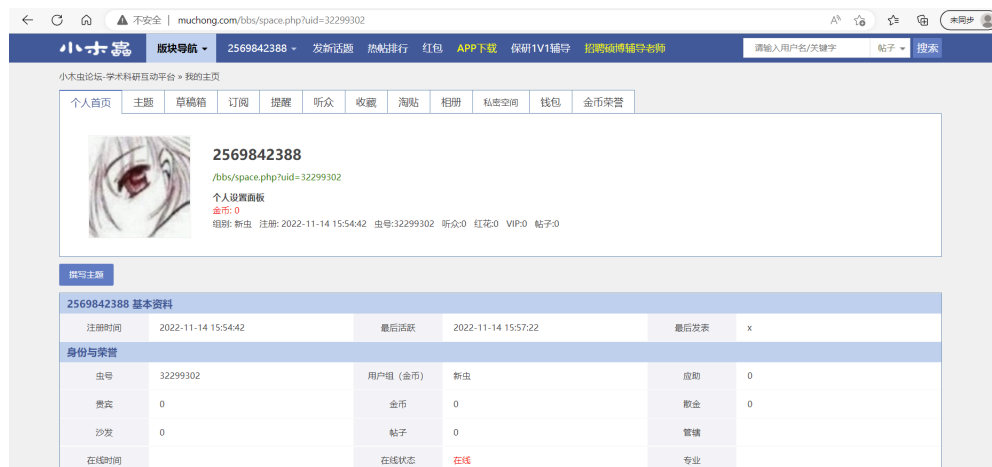 不安全 | muchong.com/bbs/space.php?uid=32299302 未同步
小木虫 版块导航 2569842388 发新话题 热帖排行 红包 APP下载 保研1V1辅导 招聘硕博辅导老师 请输入用户名/关键字 帖子 搜索
小木虫论坛-学术科研互动平台 » 我的主页
个人首页 主题 草稿箱 订阅 提醒 听众 收藏 淘贴 相册 私密空间 钱包 金币荣誉
2569842388
/bbs/space.php?uid=32299302
个人设置面板
金币: 0
组别: 新虫 注册: 2022-11-14 15:54:42 虫号:32299302 听众:0 红花:0 VIP:0 帖子:0
撰写主题
2569842388 基本资料
注册时间 2022-11-14 15:54:42 最后活跃 2022-11-14 15:57:22 最后发表 x
身份与荣誉
虫号 32299302 用户组（金币） 新虫 应助 0
贵宾 0 金币 0 散金 0
沙发 0 帖子 0 管辖
在线时间 在线状态 在线 专业